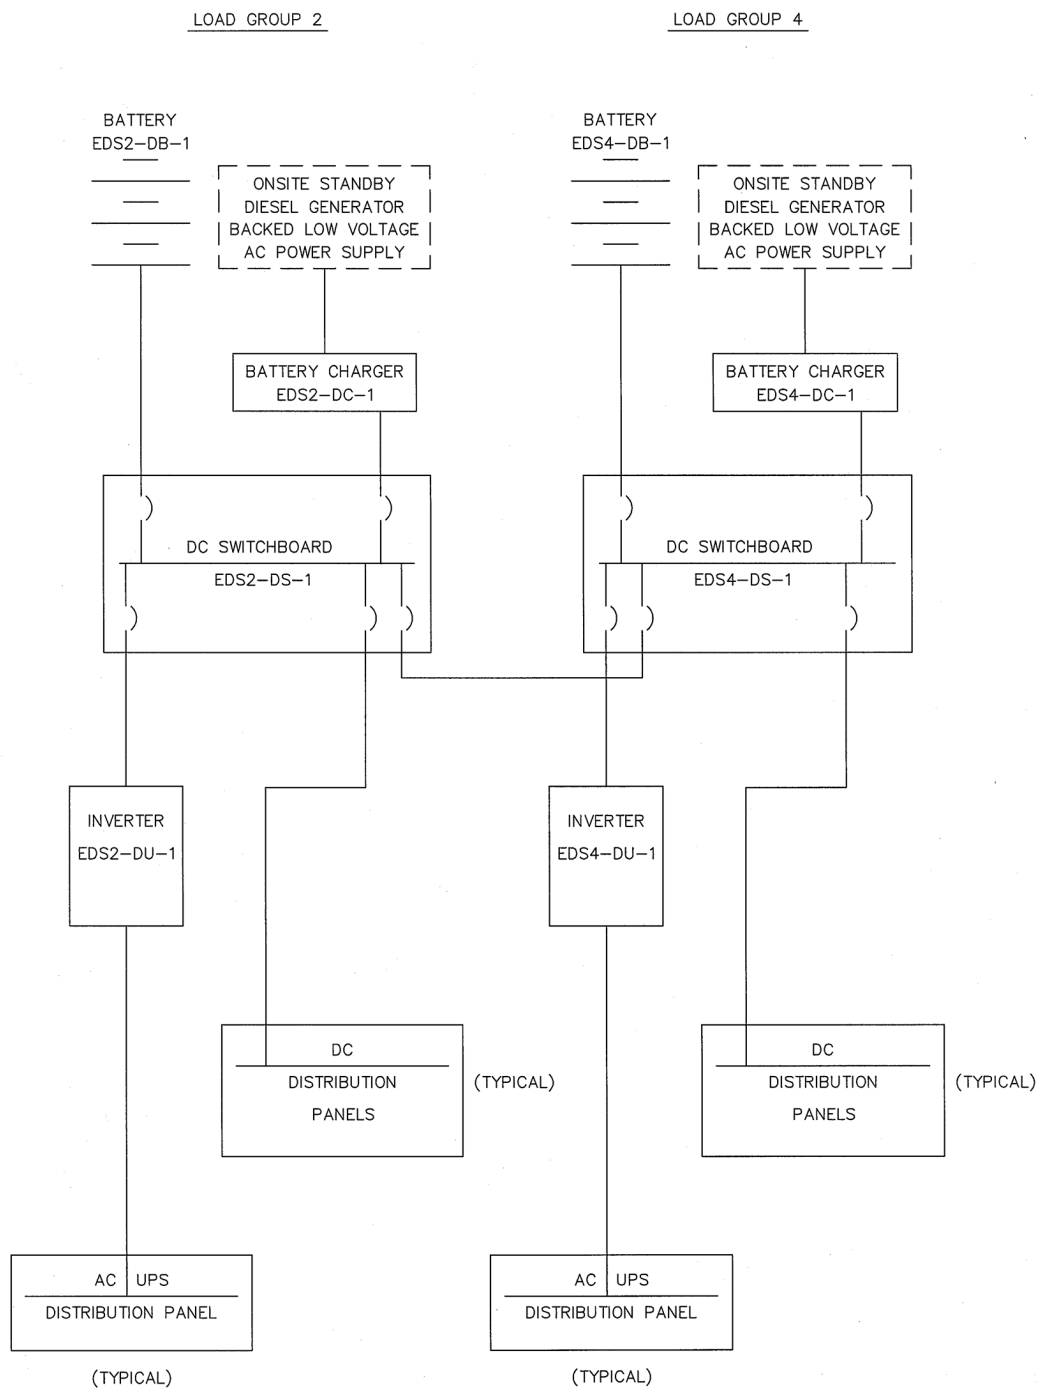 LOAD GROUP 2
LOAD GROUP 4
BATTERY
EDS2-DB-1
ONSITE STANDBY
DIESEL GENERATOR
BACKED LOW VOLTAGE
AC POWER SUPPLY
BATTERY CHARGER
EDS2-DC-1
DC SWITCHBOARD
EDS2-DS-1
INVERTER
EDS2-DU-1
DC
DISTRIBUTION
PANELS
(TYPICAL)
AC UPS
DISTRIBUTION PANEL
(TYPICAL)
BATTERY
EDS4-DB-1
ONSITE STANDBY
DIESEL GENERATOR
BACKED LOW VOLTAGE
AC POWER SUPPLY
BATTERY CHARGER
EDS4-DC-1
DC SWITCHBOARD
EDS4-DS-1
INVERTER
EDS4-DU-1
DC
DISTRIBUTION
PANELS
(TYPICAL)
AC UPS
DISTRIBUTION PANEL
(TYPICAL)